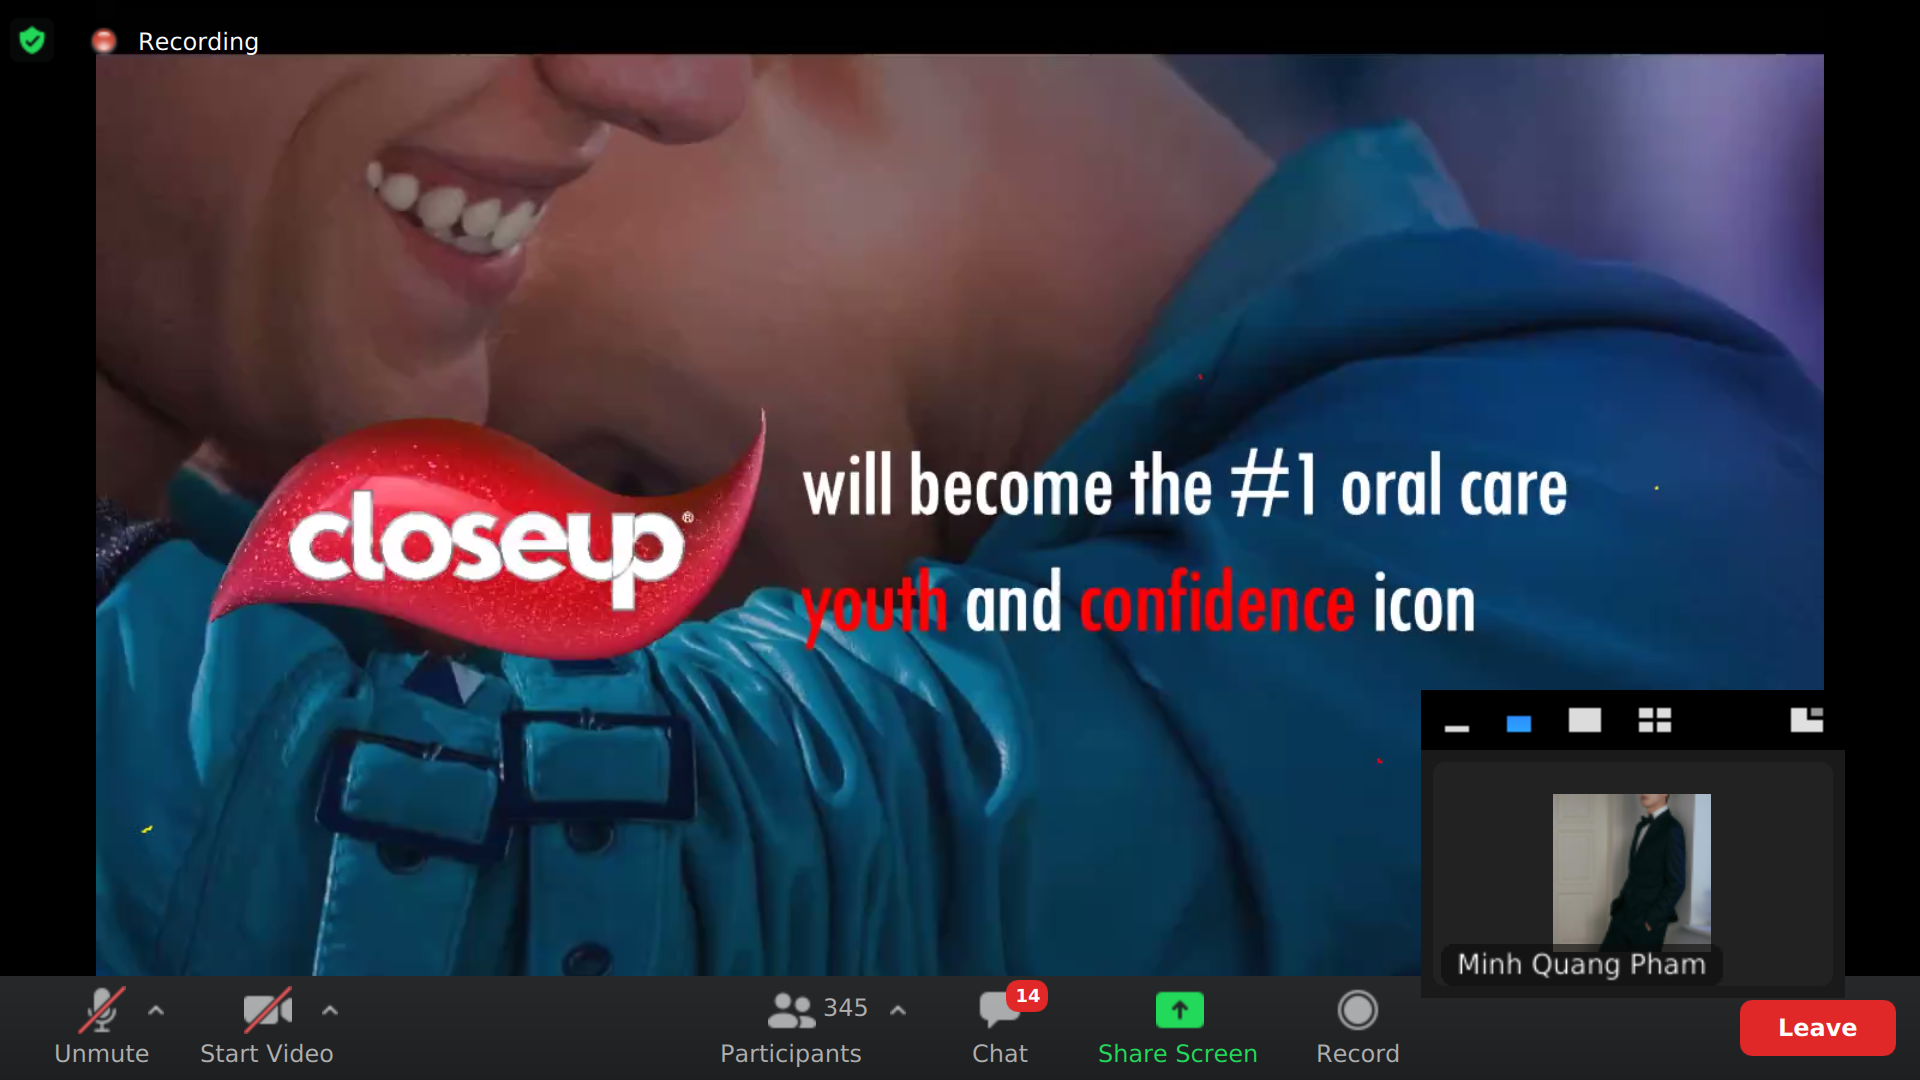 Recording
closeup®
will become the #1 oral care
youth and confidence icon
Minh Quang Pham
Unmute
Start Video
345
Participants
14
Chat
Share Screen
Record
Leave